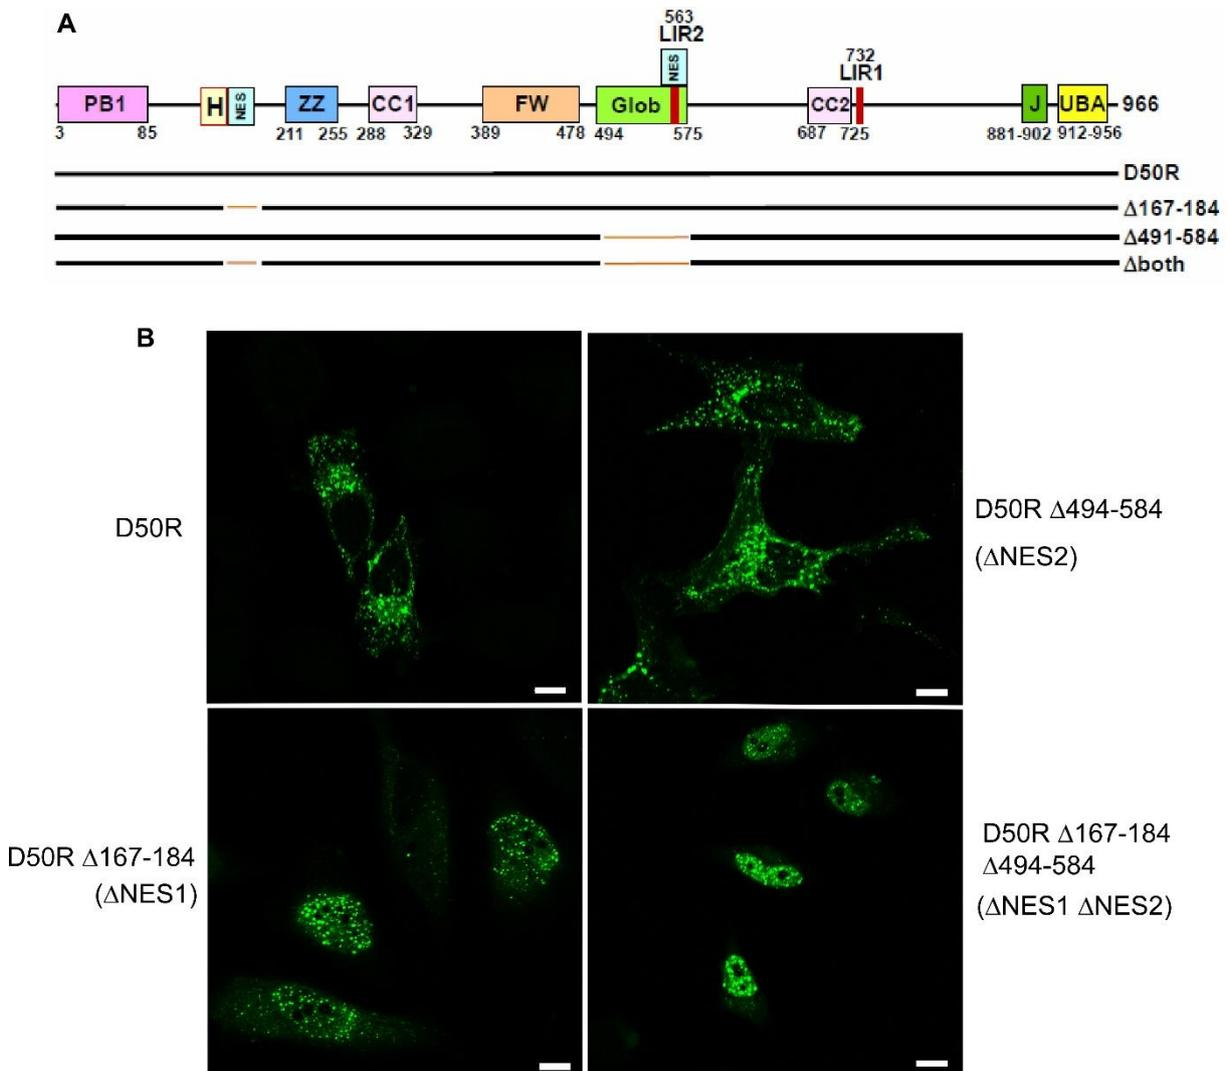 A
563
LIR2
732
LIR1
NES
PB1 H NES ZZ CC1 FW Glob CC2 J UBA 966
3 85 211 255 288 329 389 478 494 575 687 725 881-902 912-956
D50R
Δ167-184
Δ491-584
Δboth
B
D50R
D50R Δ494-584
(ΔNES2)
D50R Δ167-184
(ΔNES1)
D50R Δ167-184
Δ494-584
(ΔNES1 ΔNES2)